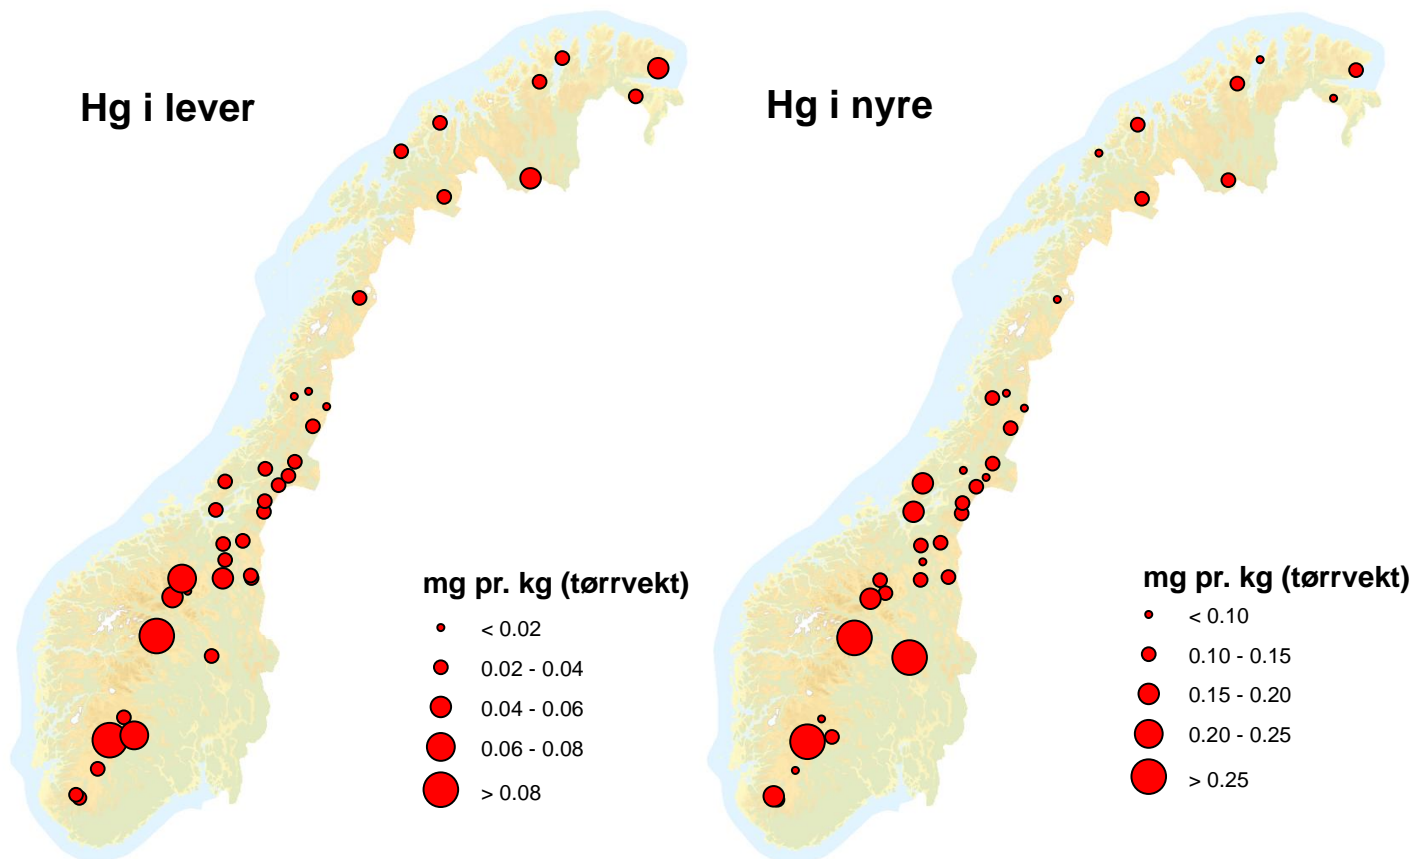 Hg i lever
mg pr. kg (tørrvekt)
< 0.02
0.02 - 0.04
0.04 - 0.06
0.06 - 0.08
> 0.08
Hg i nyre
mg pr. kg (tørrvekt)
< 0.10
0.10 - 0.15
0.15 - 0.20
0.20 - 0.25
> 0.25